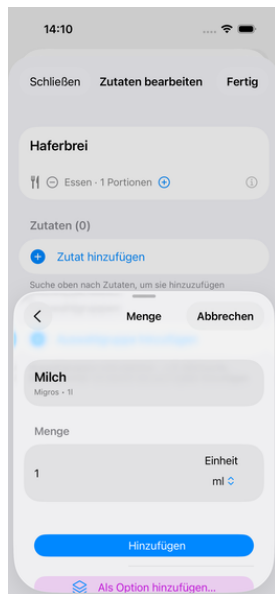 14:10
Schließen Zutaten bearbeiten Fertig
Haferbrei
Essen · 1 Portionen
Zutaten (0)
Zutat hinzufügen
Suche oben nach Zutaten, um sie hinzuzufügen
Menge Abbrechen
Milch
Migros • 1l
Menge
Einheit
1 ml
Hinzufügen
Als Option hinzufügen...